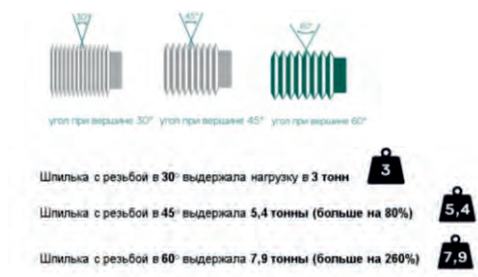 30° 45° 60°
угол при вершине 30° угол при вершине 45° угол при вершине 60°
Шпилька с резьбой в 30° выдержала нагрузку в 3 тонн
3
Шпилька с резьбой в 45° выдержала 5,4 тонны (больше на 80%)
5,4
Шпилька с резьбой в 60° выдержала 7,9 тонны (больше на 260%)
7,9